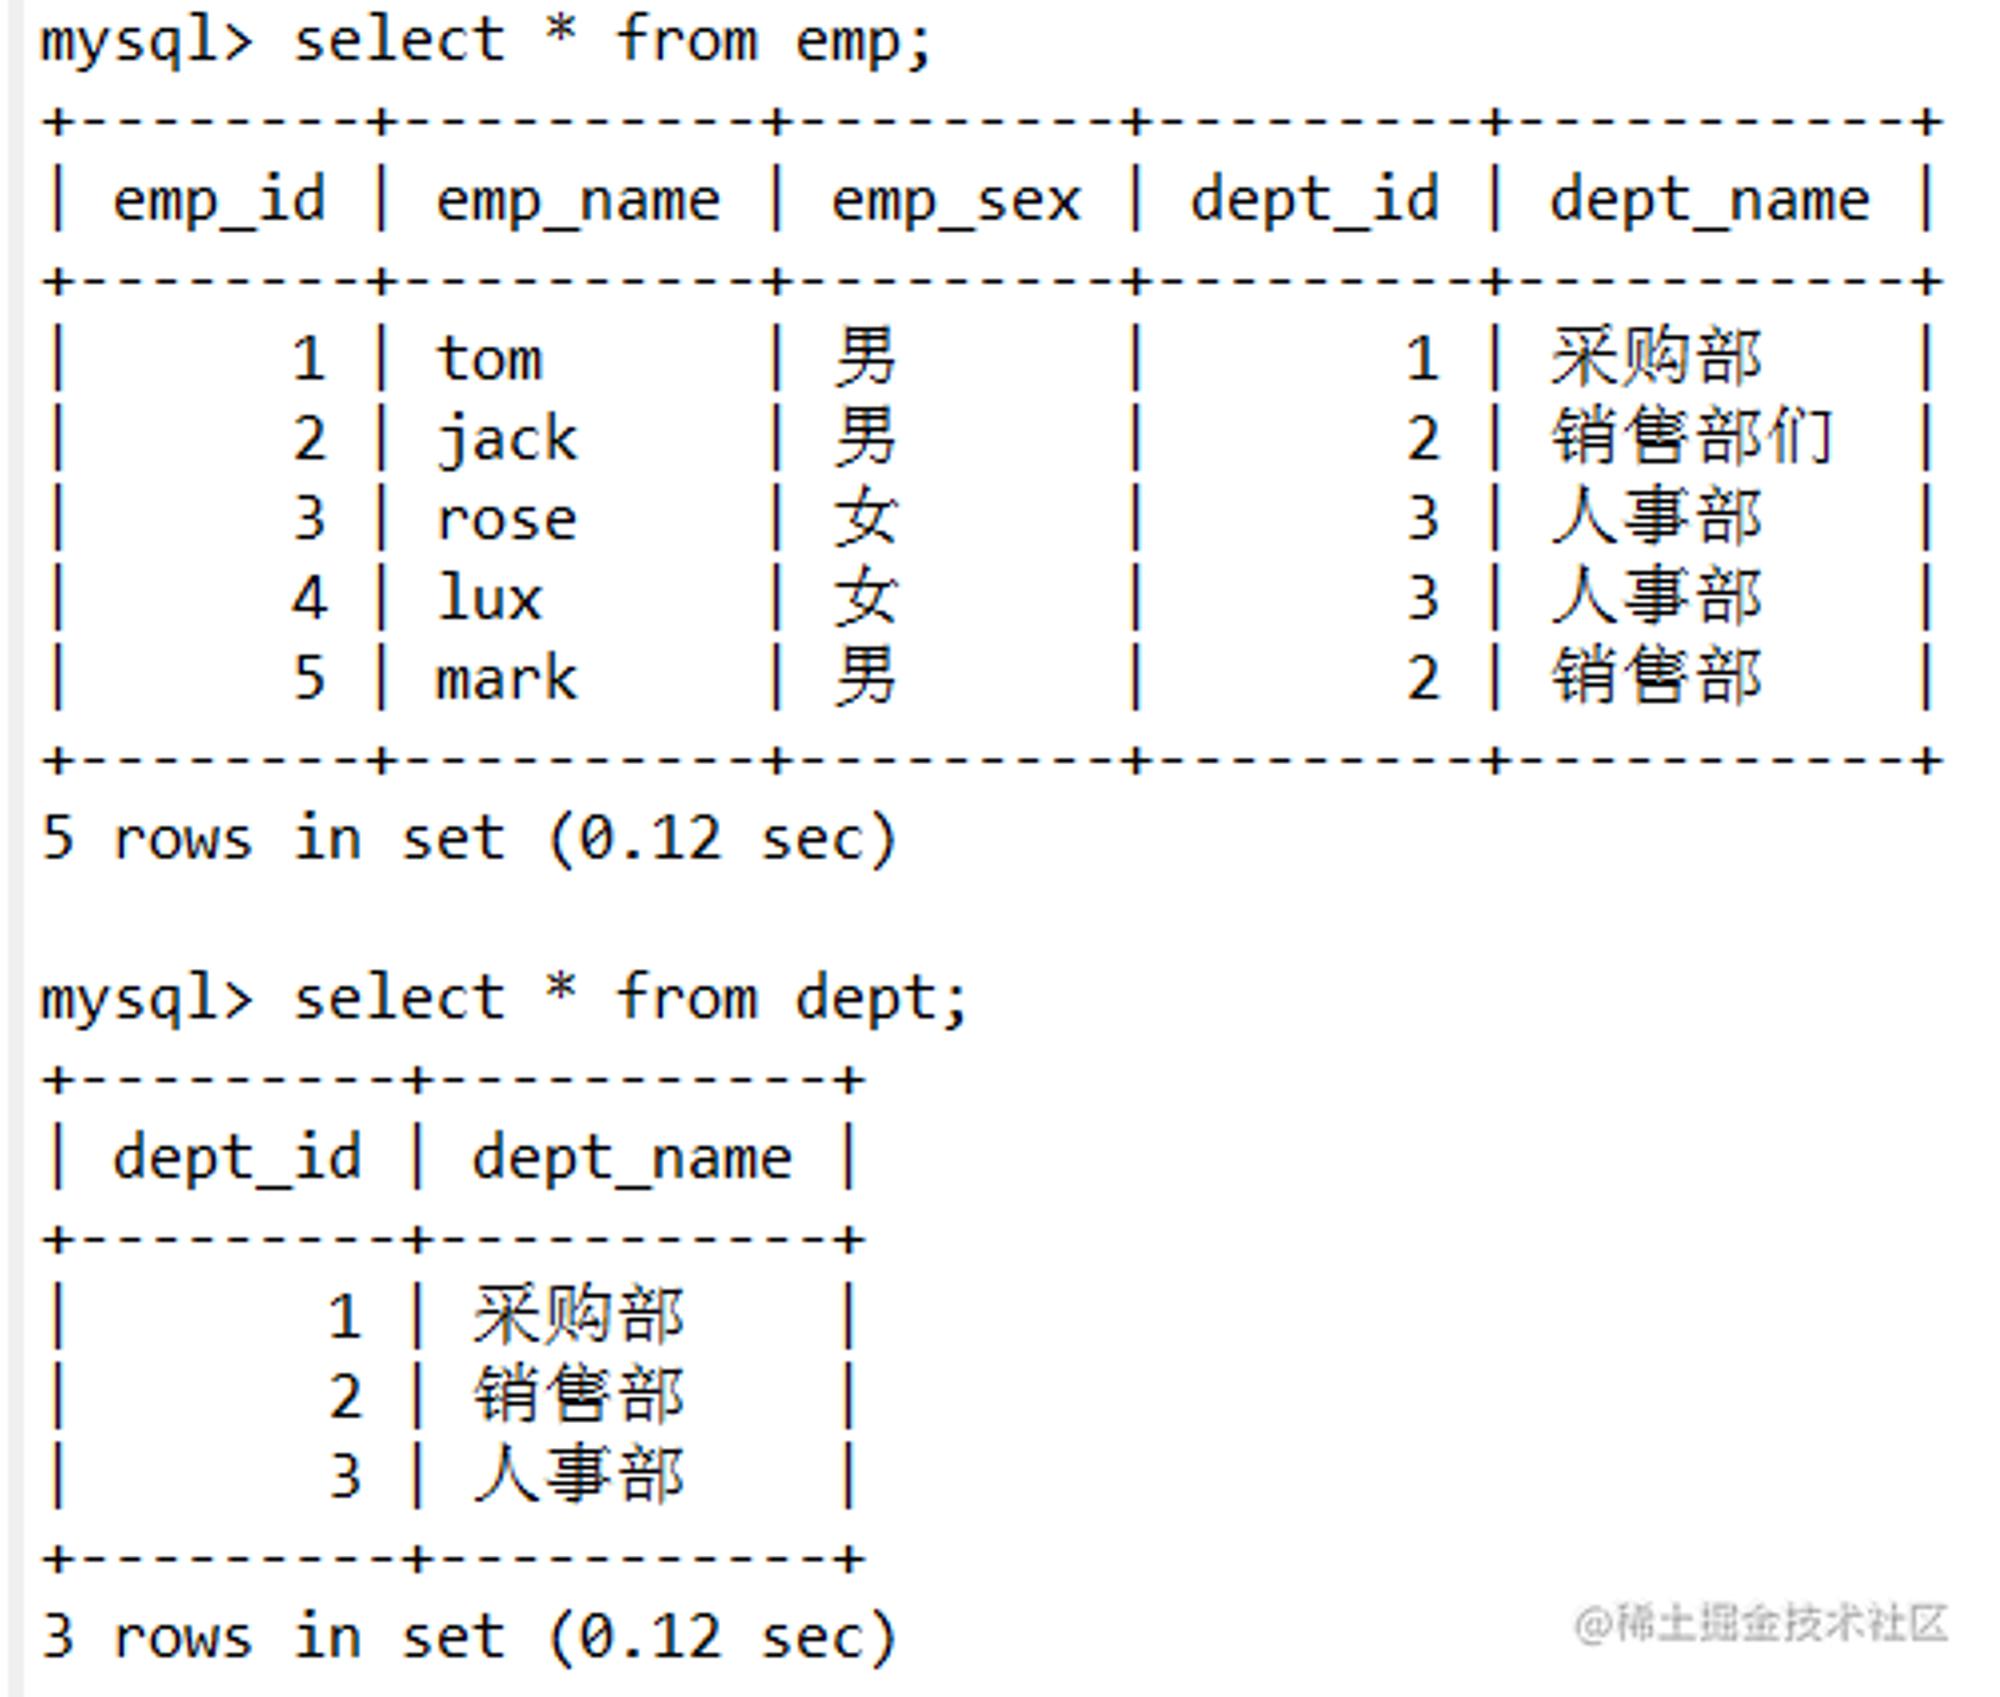 mysql> select * from emp;
+--------+----------+---------+---------+-----------+
| emp_id | emp_name | emp_sex | dept_id | dept_name |
+--------+----------+---------+---------+-----------+
|      1 | tom      | 男      |       1 | 采购部    |
|      2 | jack     | 男      |       2 | 销售部们  |
|      3 | rose     | 女      |       3 | 人事部    |
|      4 | lux      | 女      |       3 | 人事部    |
|      5 | mark     | 男      |       2 | 销售部    |
+--------+----------+---------+---------+-----------+
5 rows in set (0.12 sec)
mysql> select * from dept;
+---------+-----------+
| dept_id | dept_name |
+---------+-----------+
|       1 | 采购部    |
|       2 | 销售部    |
|       3 | 人事部    |
+---------+-----------+
3 rows in set (0.12 sec)
@稀土掘金技术社区